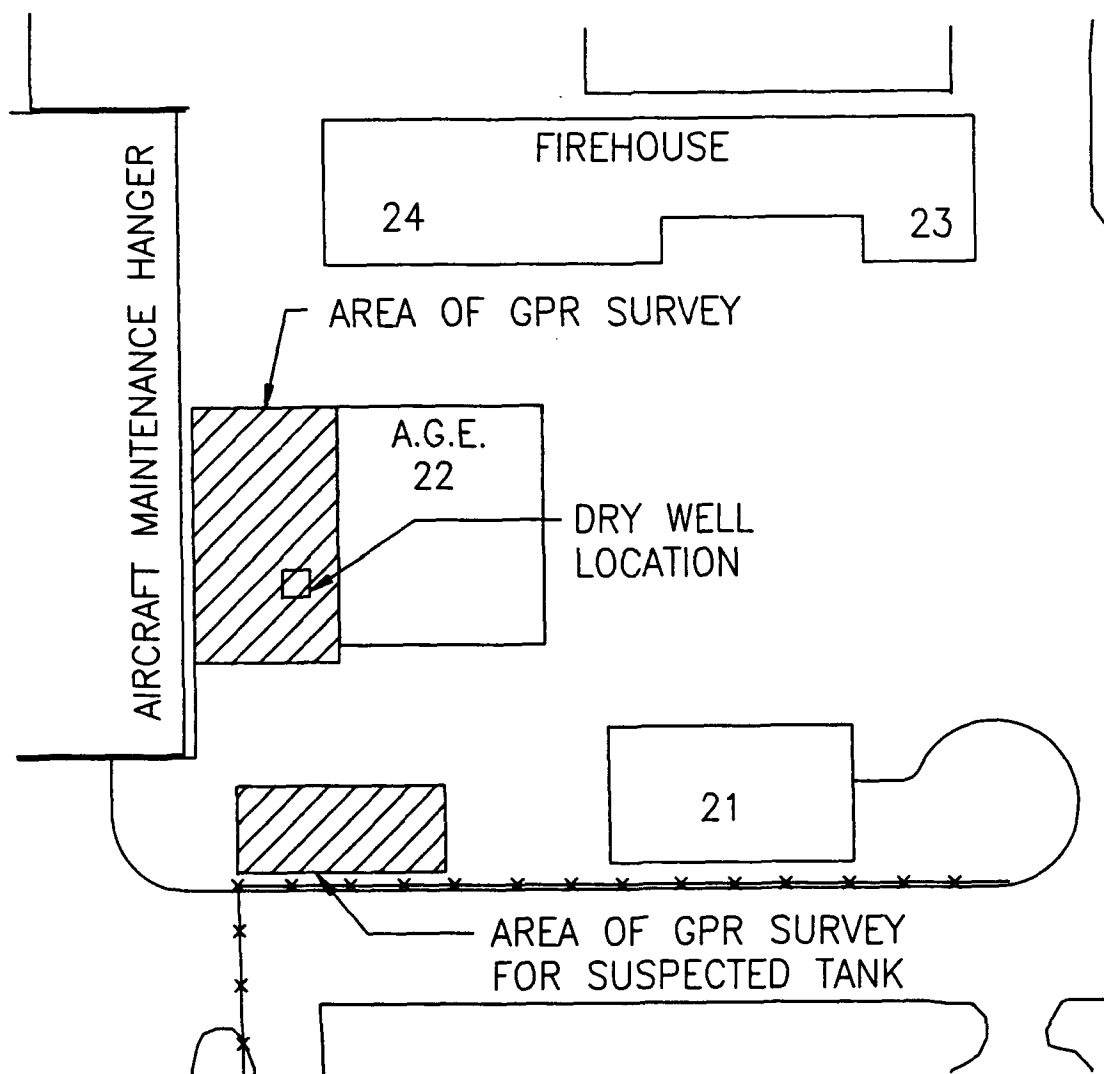 FIREHOUSE
24
23
AIRCRAFT MAINTENANCE HANGER
AREA OF GPR SURVEY
A.G.E.
22
DRY WELL
LOCATION
21
AREA OF GPR SURVEY
FOR SUSPECTED TANK